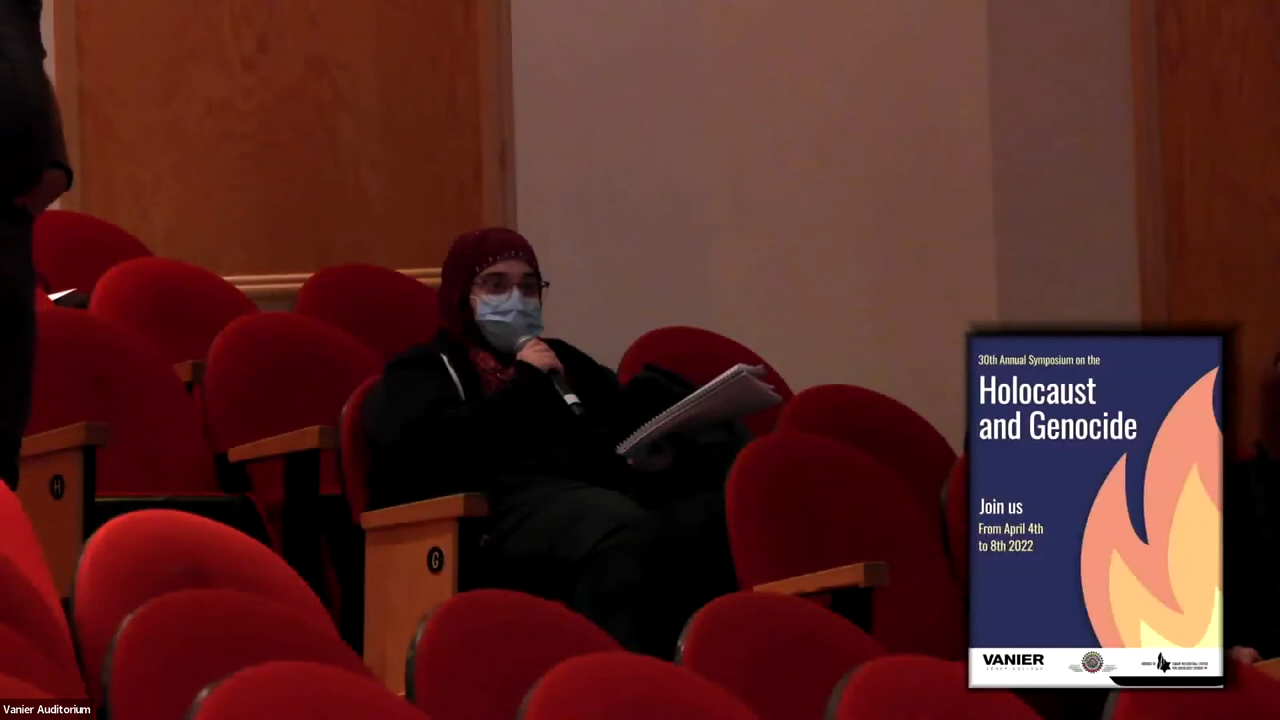 H
G
30th Annual Symposium on the
Holocaust
and Genocide
Join us
From April 4th
to 8th 2022
VANIER
Vanier Auditorium